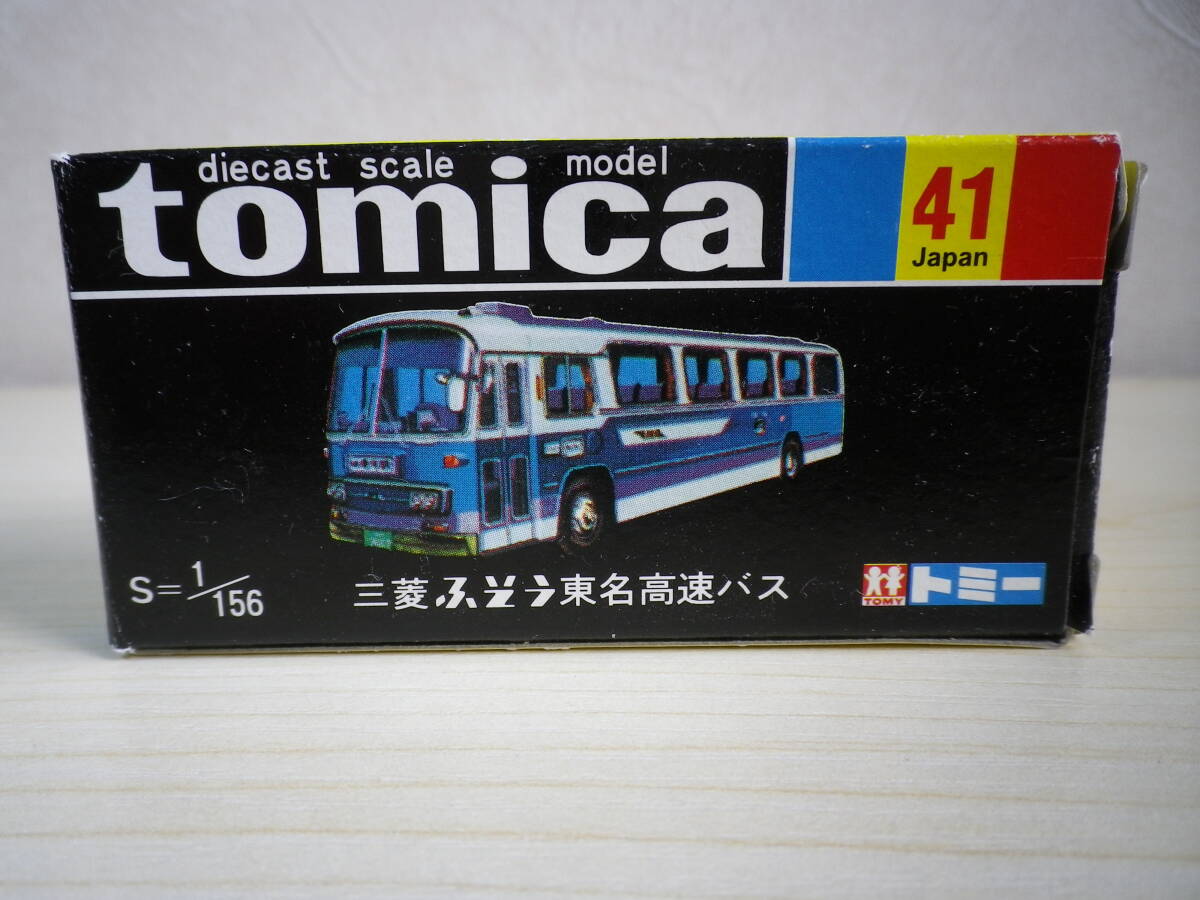 diecast scale model
tomica
41
Japan
S=1/156
三菱ふそう東名高速バス
TOMY
トミー